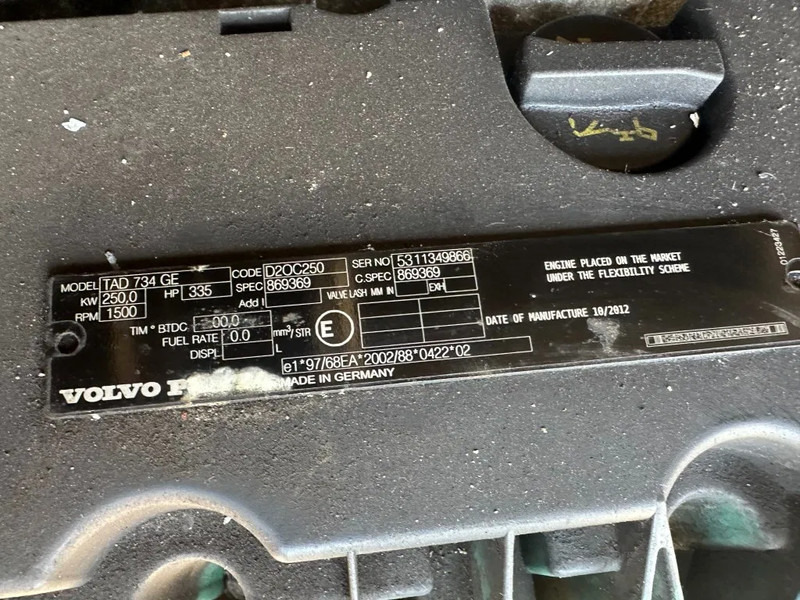 MODEL TAD 734 GE CODE D2OC250 SER NO 5311349866
KW 250,0 HP 335 SPEC 869369 C.SPEC 869369
RPM 1500 Add I VALVE LASH MM IN EXH
TIM ° BTDC 00,0
FUEL RATE 0.0 mm³/STR E
DISPL L
e1*97/68EA*2002/88*0422*02
VOLVO MADE IN GERMANY
ENGINE PLACED ON THE MARKET
UNDER THE FLEXIBILITY SCHEME
DATE OF MANUFACTURE 10/2012
01223427